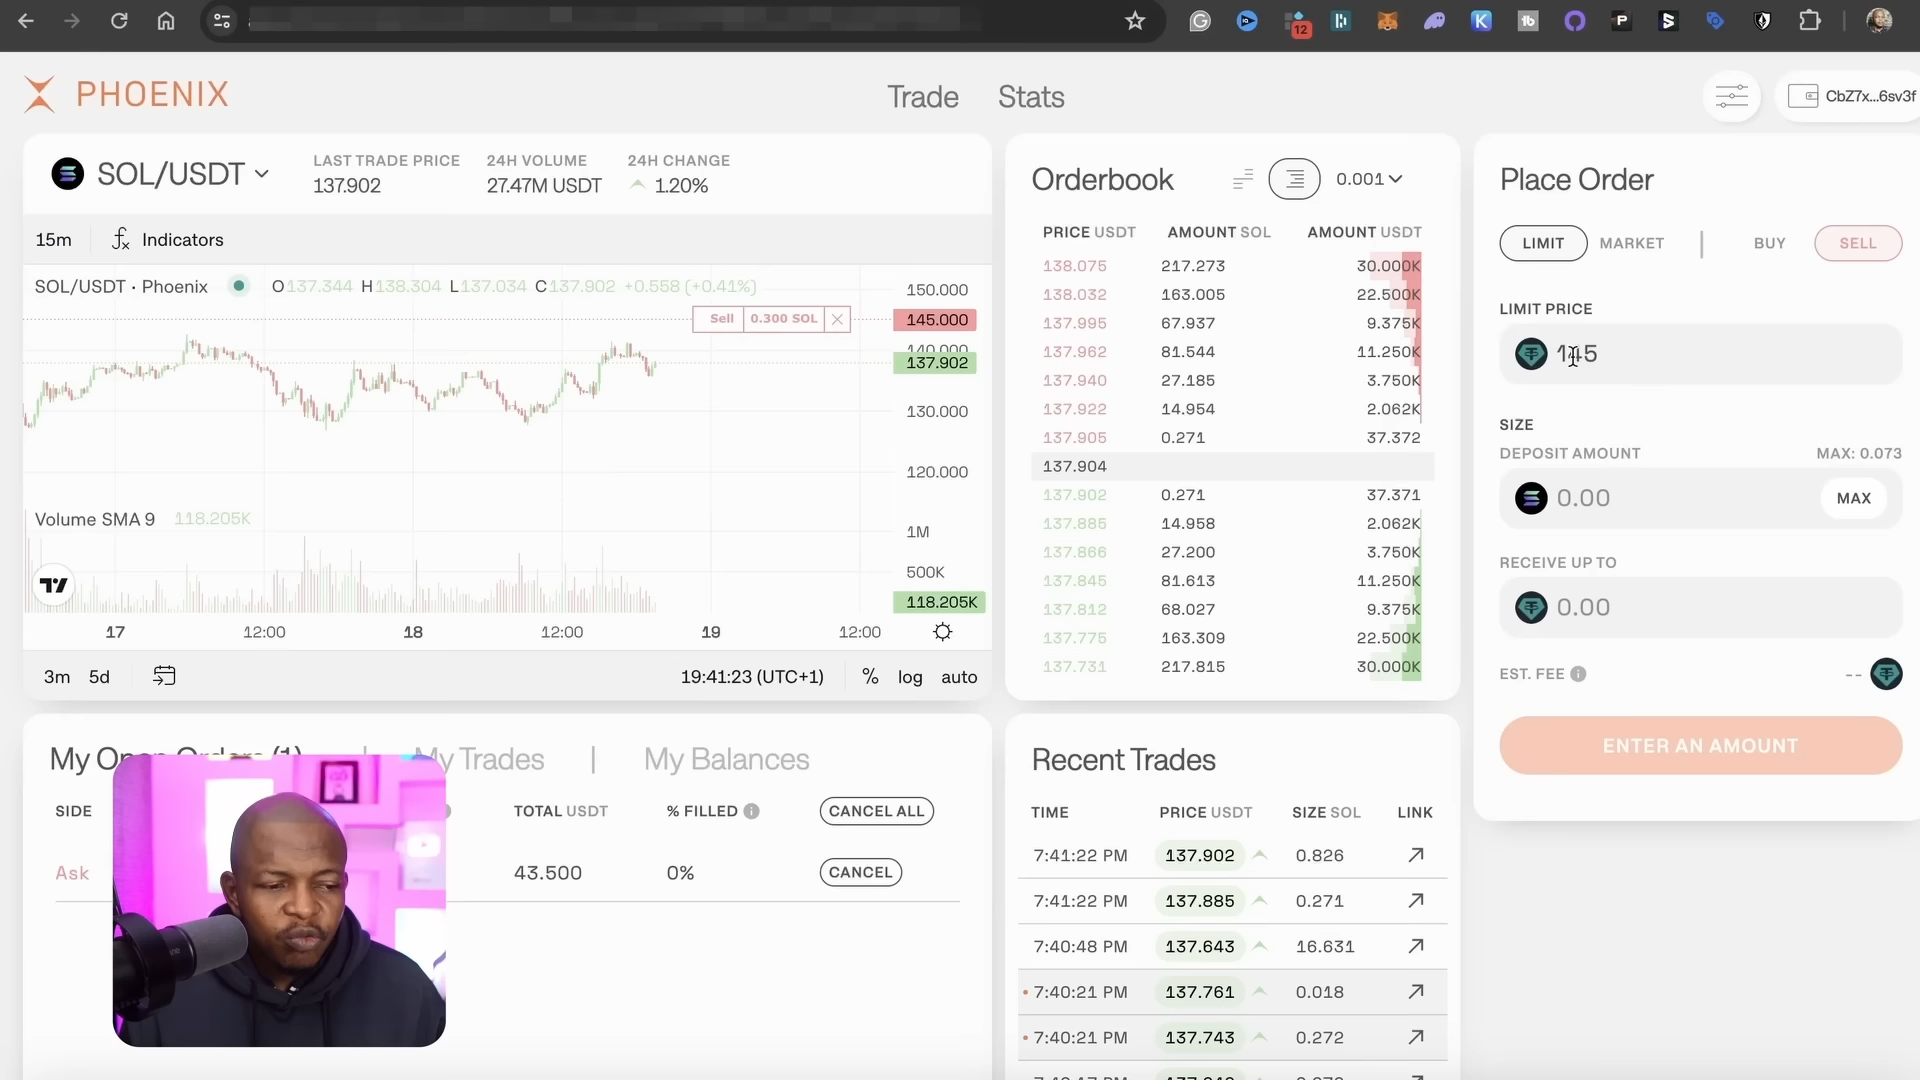 12
PHOENIX
Trade
Stats
CbZ7x...6sv3f
SOL/USDT
LAST TRADE PRICE
137.902
24H VOLUME
27.47M USDT
24H CHANGE
1.20%
15m
Indicators
SOL/USDT · Phoenix
O137.344 H138.304 L137.034 C137.902 +0.558 (+0.41%)
Sell 0.300 SOL
150.000
145.000
140.000
137.902
130.000
120.000
Volume SMA 9 118.205K
1M
500K
118.205K
17 12:00 18 12:00 19 12:00
3m 5d
19:41:23 (UTC+1)
% log auto
Orderbook
0.001
PRICE USDT AMOUNT SOL AMOUNT USDT
138.075 217.273 30.000K
138.032 163.005 22.500K
137.995 67.937 9.375K
137.962 81.544 11.250K
137.940 27.185 3.750K
137.922 14.954 2.062K
137.905 0.271 37.372
137.904
137.902 0.271 37.371
137.885 14.958 2.062K
137.866 27.200 3.750K
137.845 81.613 11.250K
137.812 68.027 9.375K
137.775 163.309 22.500K
137.731 217.815 30.000K
Place Order
LIMIT MARKET | BUY SELL
LIMIT PRICE
145
SIZE
DEPOSIT AMOUNT MAX: 0.073
0.00 MAX
RECEIVE UP TO
0.00
EST. FEE --
ENTER AN AMOUNT
My Open Orders (1) | My Trades | My Balances
SIDE TOTAL USDT % FILLED CANCEL ALL
Ask 43.500 0% CANCEL
Recent Trades
TIME PRICE USDT SIZE SOL LINK
7:41:22 PM 137.902 0.826
7:41:22 PM 137.885 0.271
7:40:48 PM 137.643 16.631
7:40:21 PM 137.761 0.018
7:40:21 PM 137.743 0.272